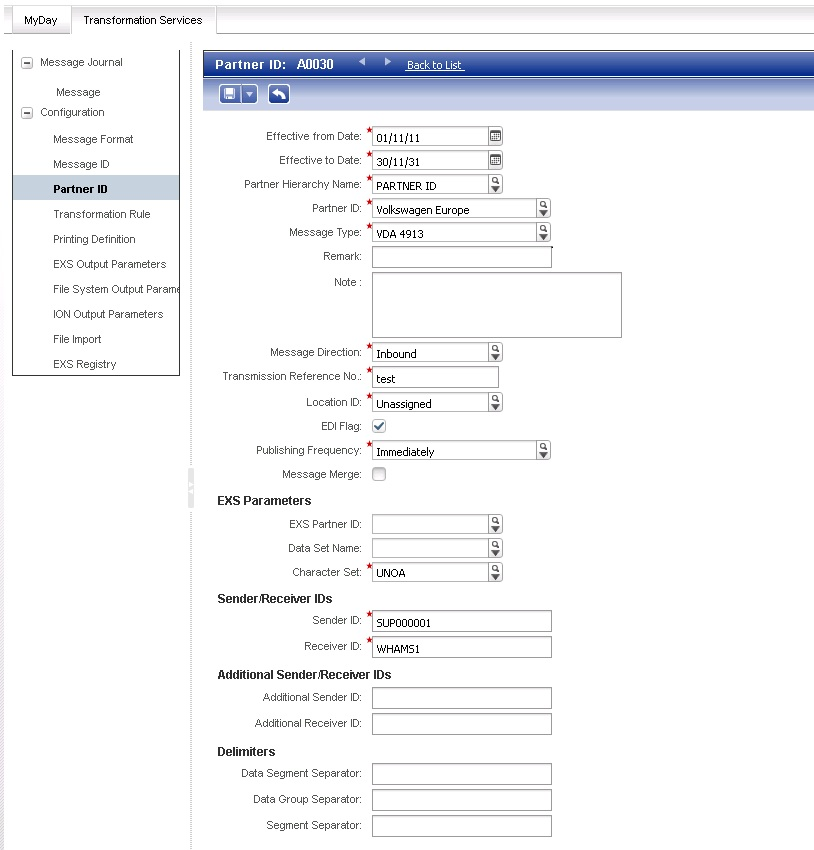 MyDay
Transformation Services
Message Journal
Message
Configuration
Message Format
Message ID
Partner ID
Transformation Rule
Printing Definition
EXS Output Parameters
File System Output Parame
ION Output Parameters
File Import
EXS Registry
Partner ID: A0030
Back to List
Effective from Date: * 01/11/11
Effective to Date: * 30/11/31
Partner Hierarchy Name: * PARTNER ID
Partner ID: * Volkswagen Europe
Message Type: * VDA 4913
Remark:
Note :
Message Direction: * Inbound
Transmission Reference No.: * test
Location ID: * Unassigned
EDI Flag:
Publishing Frequency: * Immediately
Message Merge:
EXS Parameters
EXS Partner ID:
Data Set Name:
Character Set: * UNOA
Sender/Receiver IDs
Sender ID: * SUP000001
Receiver ID: * WHAMS1
Additional Sender/Receiver IDs
Additional Sender ID:
Additional Receiver ID:
Delimiters
Data Segment Separator:
Data Group Separator:
Segment Separator: